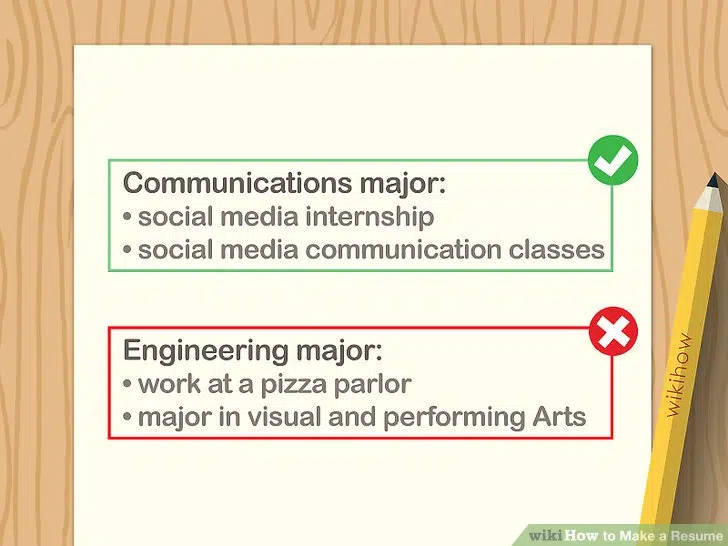 Communications major:
• social media internship
• social media communication classes
Engineering major:
• work at a pizza parlor
• major in visual and performing Arts
wikihow
wikiHow to Make a Resume